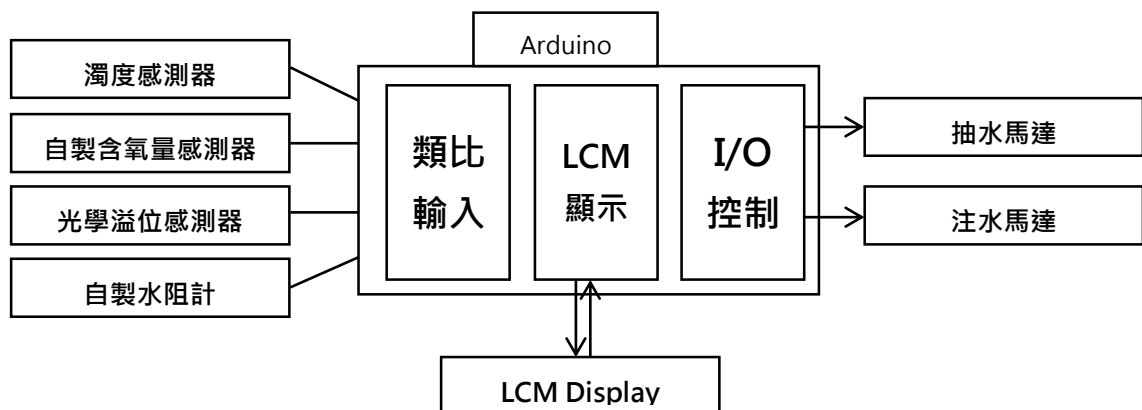 Arduino
濁度感測器
自製含氧量感測器
光學溢位感測器
自製水阻計
類比
輸入
LCM
顯示
I/O
控制
抽水馬達
注水馬達
LCM Display